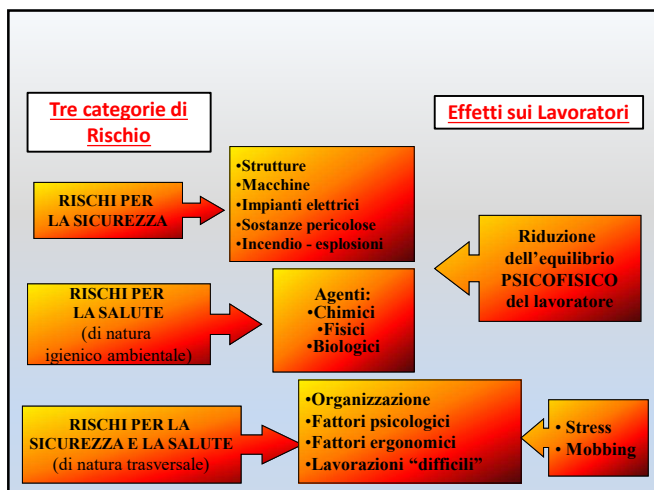 Tre categorie di
Rischio
Effetti sui Lavoratori
RISCHI PER
LA SICUREZZA
•Strutture
•Macchine
•Impianti elettrici
•Sostanze pericolose
•Incendio - esplosioni
Riduzione
dell’equilibrio
PSICOFISICO
del lavoratore
RISCHI PER
LA SALUTE
(di natura
igienico ambientale)
Agenti:
•Chimici
•Fisici
•Biologici
RISCHI PER LA
SICUREZZA E LA SALUTE
(di natura trasversale)
•Organizzazione
•Fattori psicologici
•Fattori ergonomici
•Lavorazioni “difficili”
• Stress
• Mobbing